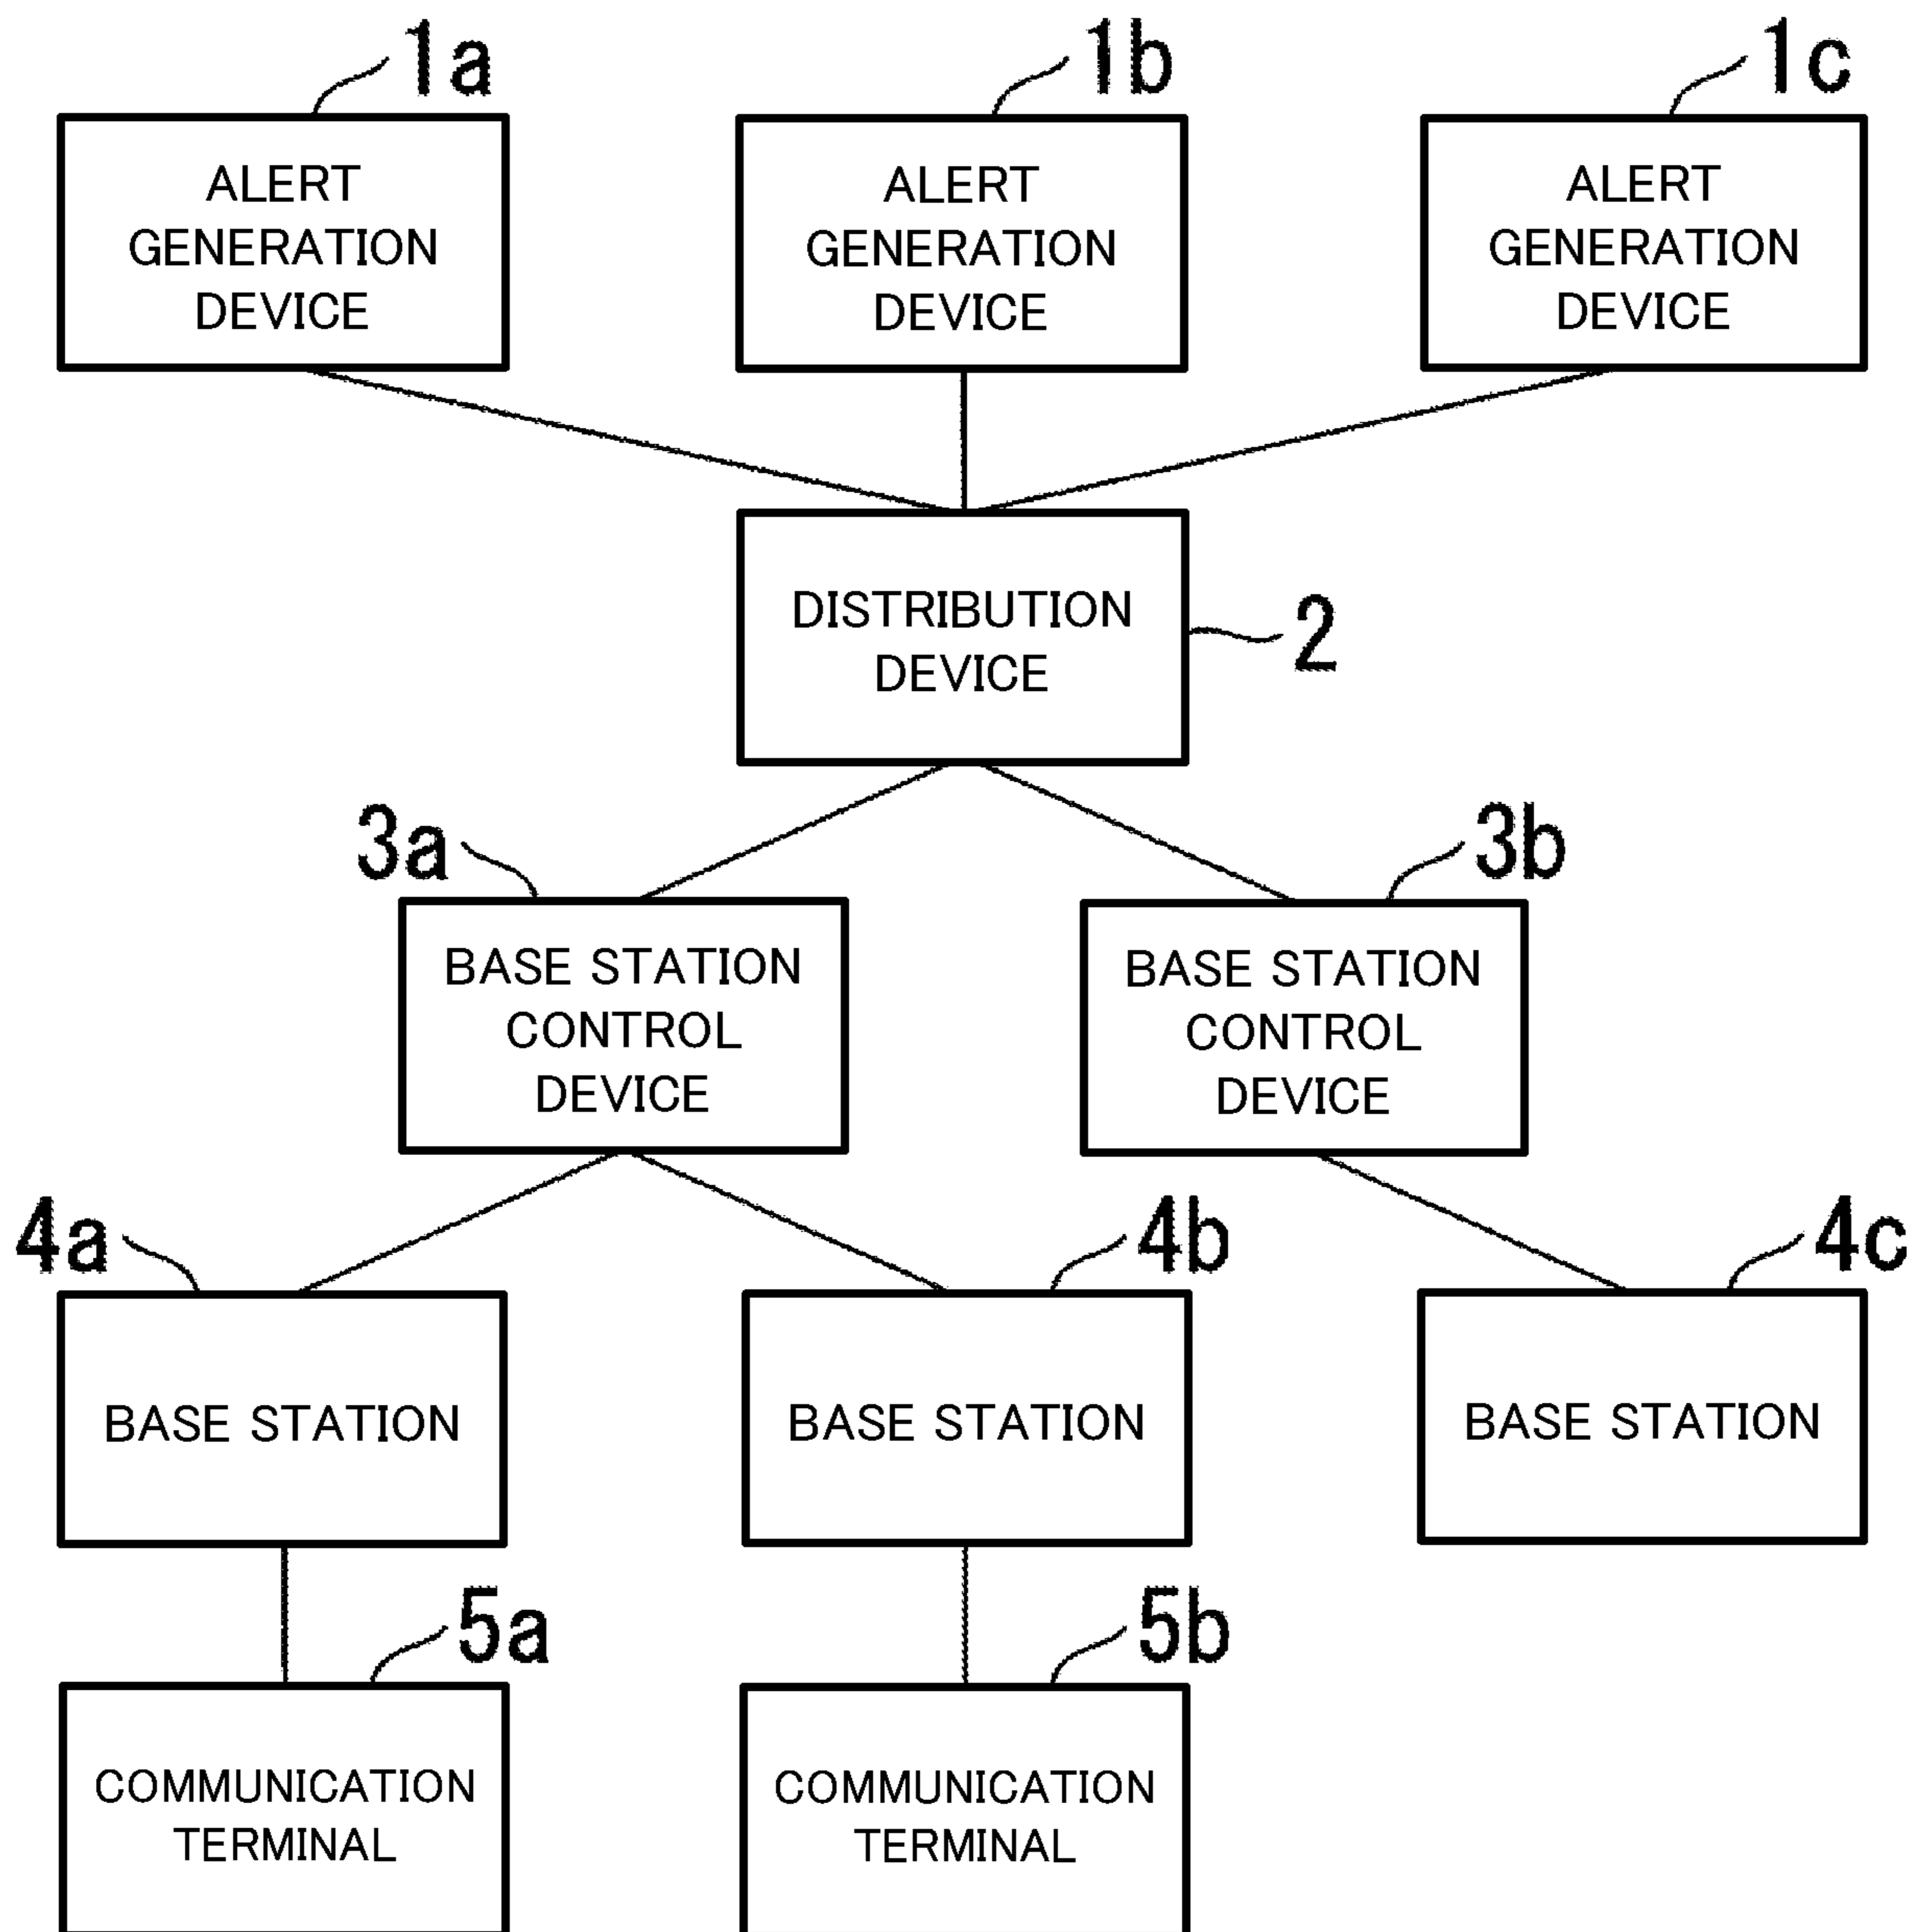 1a
1b
1c
ALERT
GENERATION
DEVICE
ALERT
GENERATION
DEVICE
ALERT
GENERATION
DEVICE
DISTRIBUTION
DEVICE
2
3a
3b
BASE STATION
CONTROL
DEVICE
BASE STATION
CONTROL
DEVICE
4a
4b
4c
BASE STATION
BASE STATION
BASE STATION
5a
5b
COMMUNICATION
TERMINAL
COMMUNICATION
TERMINAL